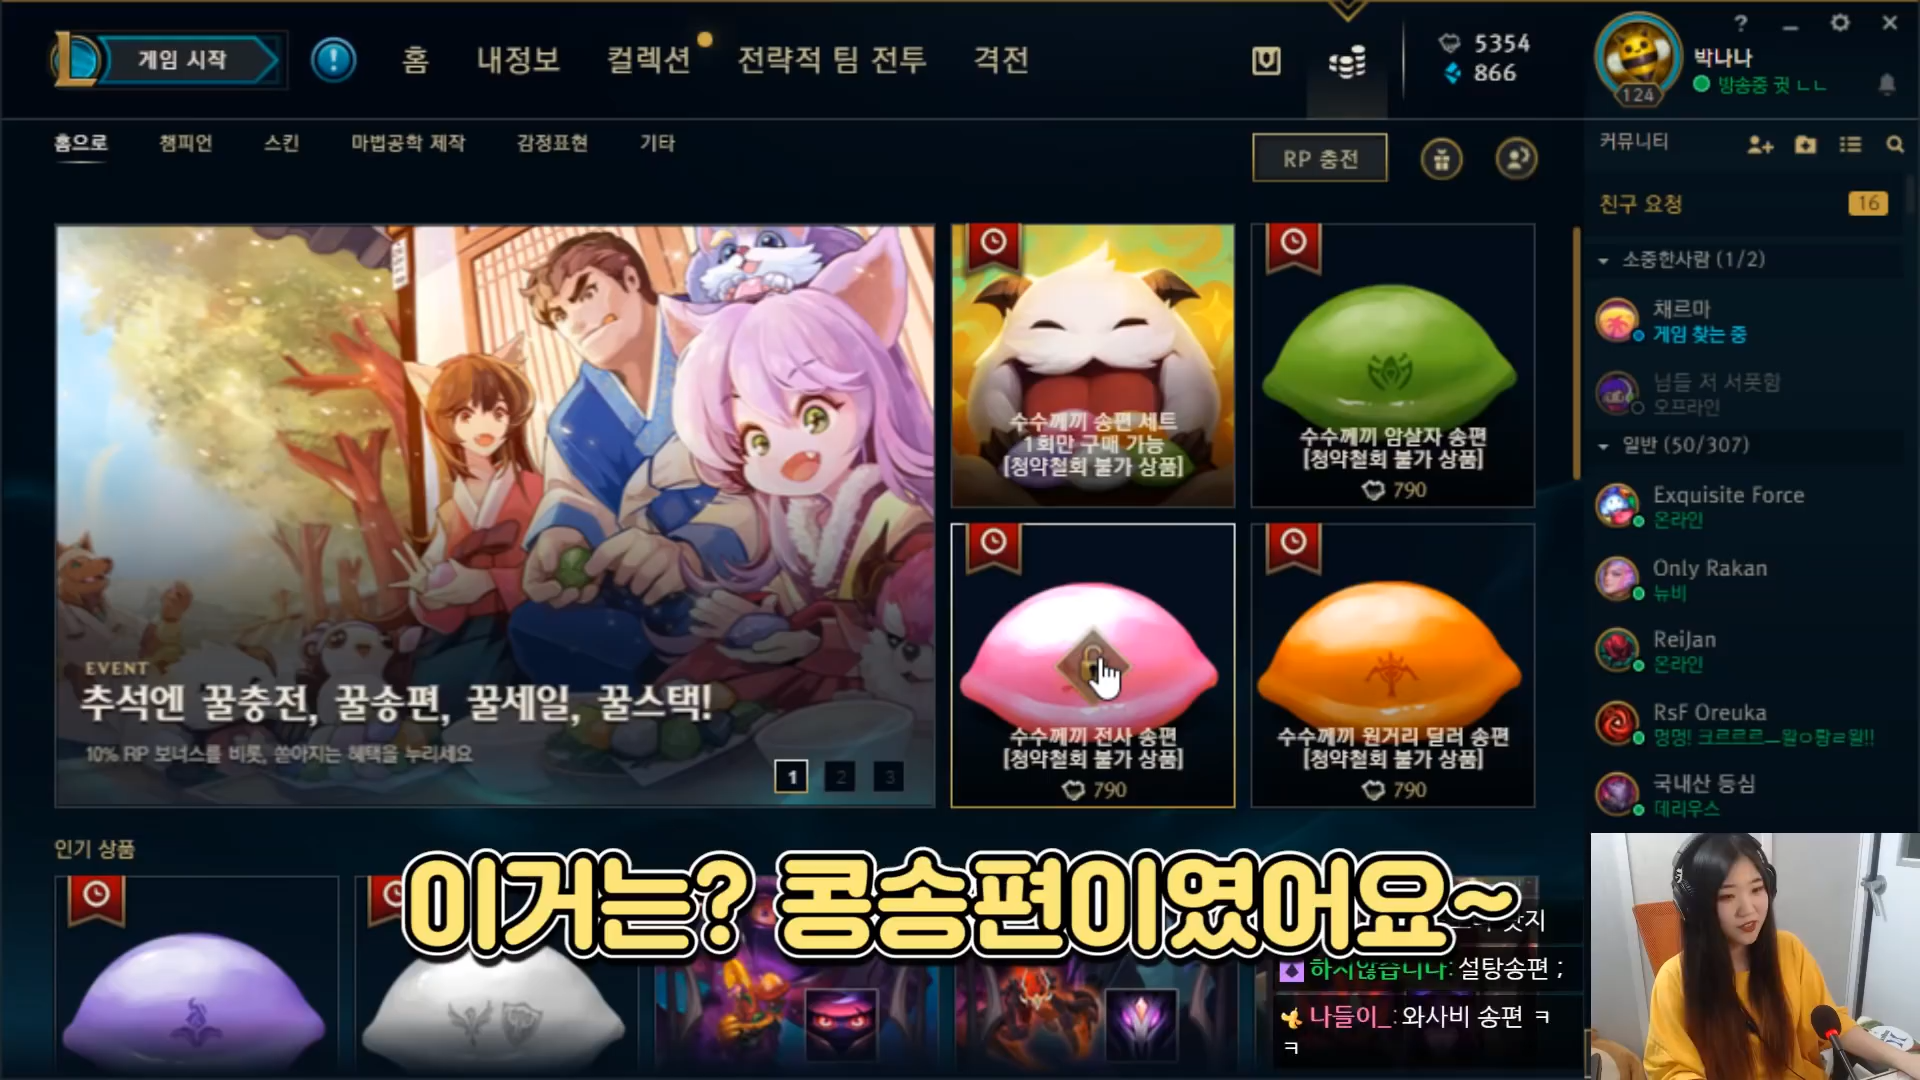 게임 시작
홈
내정보
컬렉션
전략적 팀 전투
격전
5354
866
124
박나나
방송중 귓 ㄴㄴ
홈으로
챔피언
스킨
마법공학 제작
감정표현
기타
RP 충전
커뮤니티
친구 요청
16
소중한사람 (1/2)
채르마
게임 찾는 중
님들 저 서폿함
오프라인
일반 (50/307)
Exquisite Force
온라인
Only Rakan
뉴비
ReiJan
온라인
RsF Oreuka
국내산 등심
데리우스
EVENT
추석엔 꿀충전, 꿀송편, 꿀세일, 꿀스택!
10% RP 보너스를 비롯, 쏟아지는 혜택을 누리세요
1
2
3
수수께끼 송편 세트
1회만 구매 가능
[청약철회 불가 상품]
수수께끼 암살자 송편
[청약철회 불가 상품]
790
수수께끼 전사 송편
[청약철회 불가 상품]
790
수수께끼 원거리 딜러 송편
[청약철회 불가 상품]
790
인기 상품
이거는? 콩송편이였어요~
하지않습니다: 설탕송편 ;
나들이_: 와사비 송편 ㅋ
ㅋ